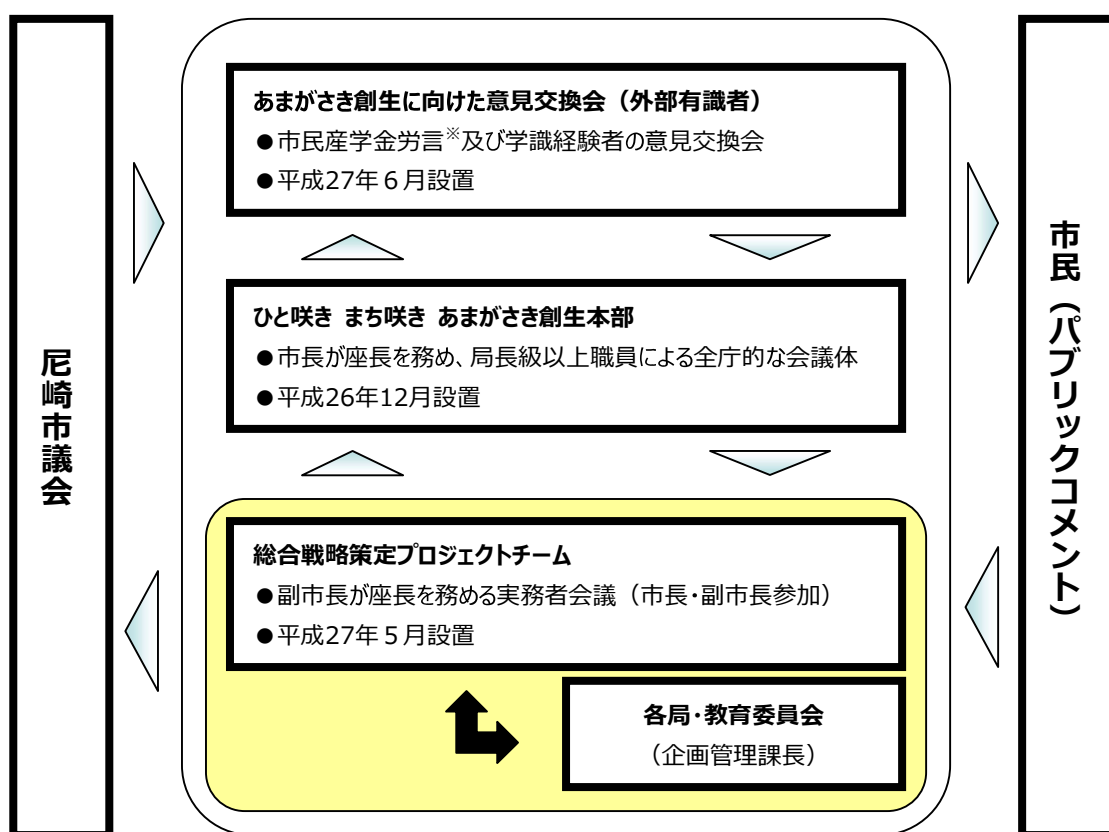 尼崎市議会
あまがさき創生に向けた意見交換会（外部有識者）
●市民産学金労言※及び学識経験者の意見交換会
●平成27年６月設置
ひと咲き まち咲き あまがさき創生本部
●市長が座長を務め、局長級以上職員による全庁的な会議体
●平成26年12月設置
総合戦略策定プロジェクトチーム
●副市長が座長を務める実務者会議（市長・副市長参加）
●平成27年５月設置
各局・教育委員会
（企画管理課長）
市民（パブリックコメント）